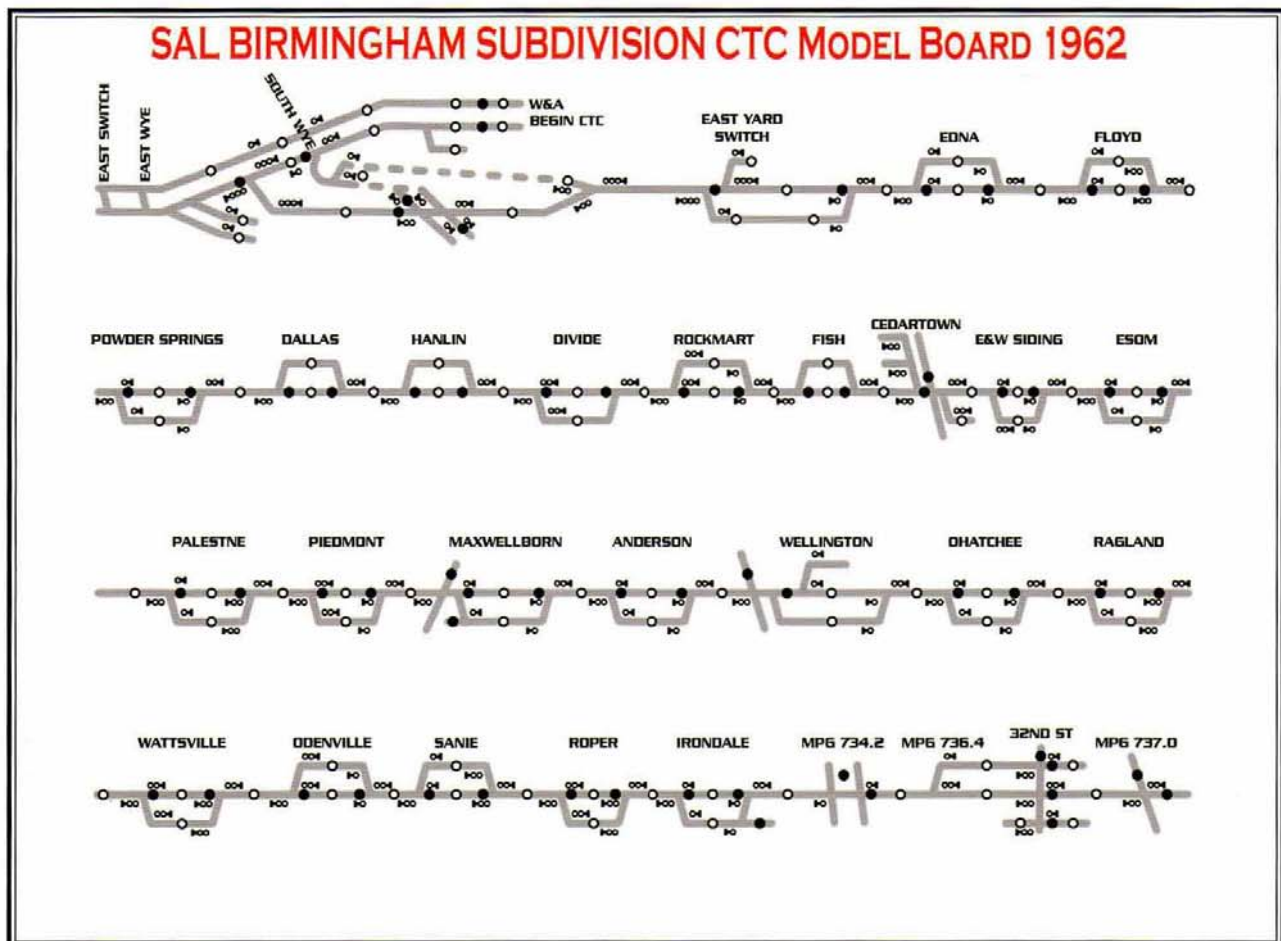 SAL BIRMINGHAM SUBDIVISION CTC MODEL BOARD 1962
EAST SWITCH
EAST WYE
SOUTH WYE
W&A
BEGIN CTC
EAST YARD
SWITCH
EDNA
FLOYD
POWDER SPRINGS
DALLAS
HANLIN
DIVIDE
ROCKMART
FISH
CEDARTOWN
E&W SIDING
ESOM
PALESTNE
PIEDMONT
MAXWELLBORN
ANDERSON
WELLINGTON
OHATCHEE
RAGLAND
WATTSVILLE
ODENVILLE
SANIE
ROPER
IRONDALE
MPG 734.2
MPG 736.4
32ND ST
MPG 737.0